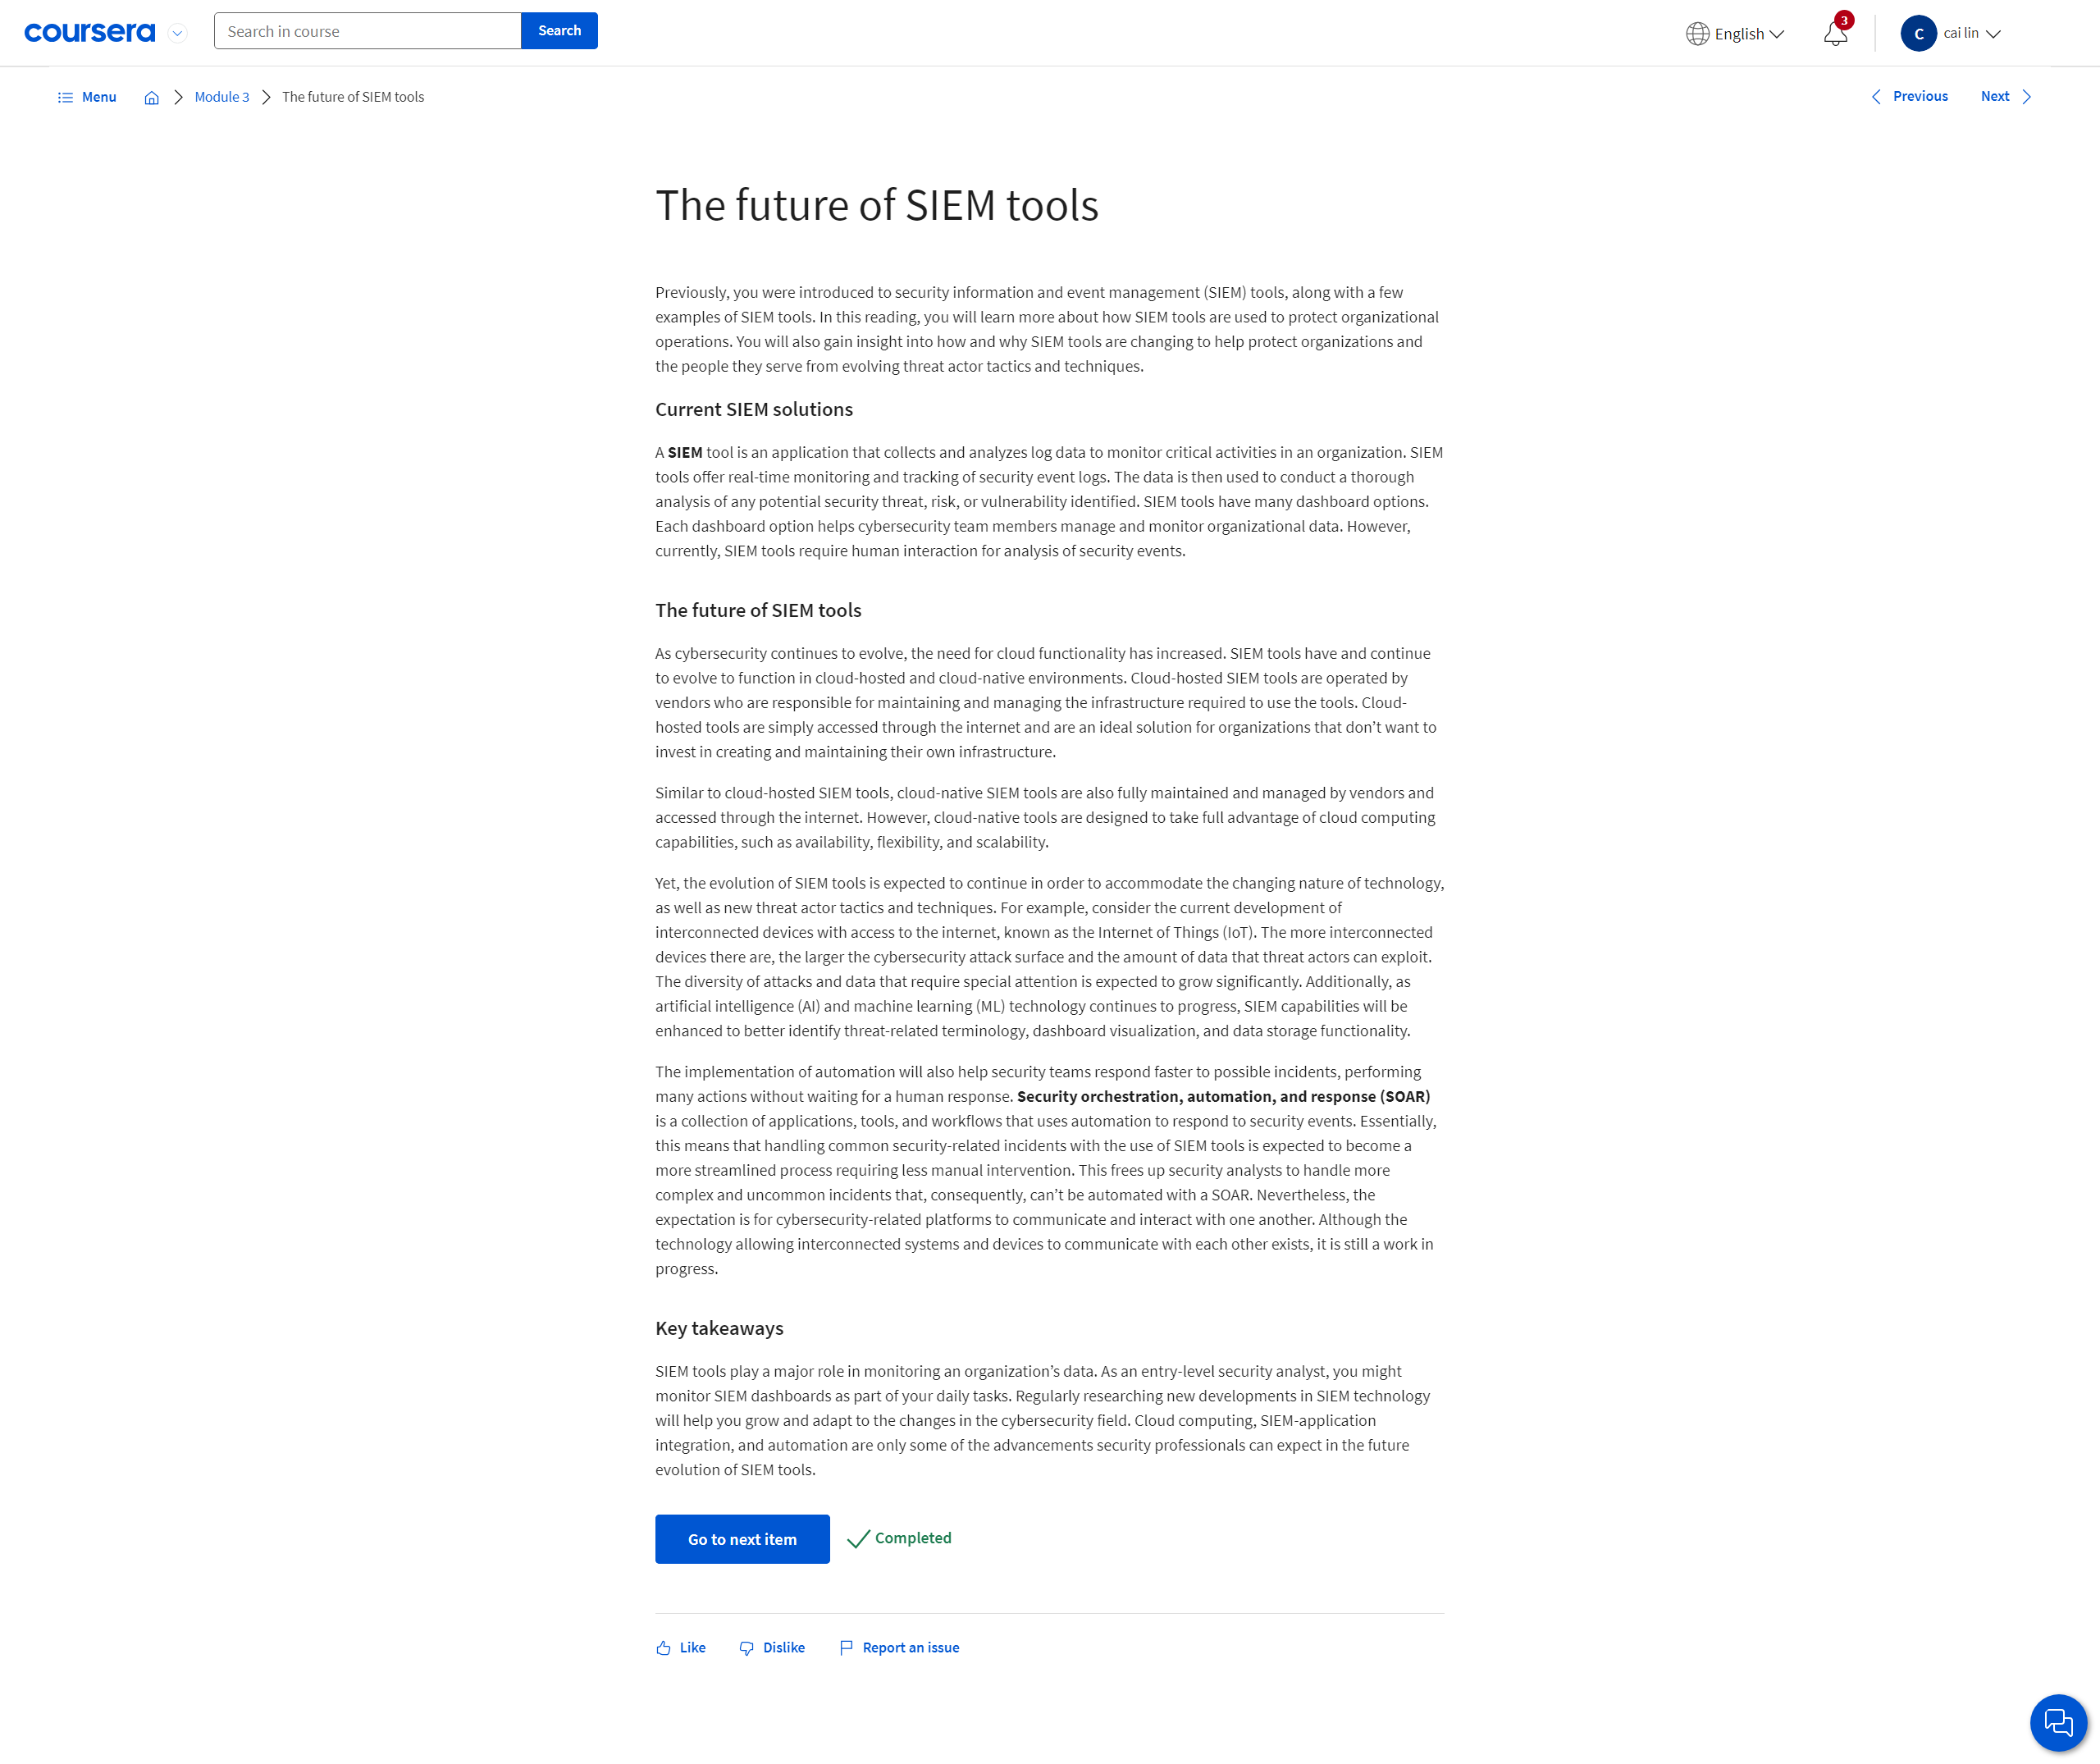 coursera
Search in course
Search
English
3
C
cai lin
Menu
Module 3
The future of SIEM tools
Previous
Next
The future of SIEM tools
Previously, you were introduced to security information and event management (SIEM) tools, along with a few
examples of SIEM tools. In this reading, you will learn more about how SIEM tools are used to protect organizational
operations. You will also gain insight into how and why SIEM tools are changing to help protect organizations and
the people they serve from evolving threat actor tactics and techniques.
Current SIEM solutions
A SIEM tool is an application that collects and analyzes log data to monitor critical activities in an organization. SIEM
tools offer real-time monitoring and tracking of security event logs. The data is then used to conduct a thorough
analysis of any potential security threat, risk, or vulnerability identified. SIEM tools have many dashboard options.
Each dashboard option helps cybersecurity team members manage and monitor organizational data. However,
currently, SIEM tools require human interaction for analysis of security events.
The future of SIEM tools
As cybersecurity continues to evolve, the need for cloud functionality has increased. SIEM tools have and continue
to evolve to function in cloud-hosted and cloud-native environments. Cloud-hosted SIEM tools are operated by
vendors who are responsible for maintaining and managing the infrastructure required to use the tools. Cloud-
hosted tools are simply accessed through the internet and are an ideal solution for organizations that don’t want to
invest in creating and maintaining their own infrastructure.
Similar to cloud-hosted SIEM tools, cloud-native SIEM tools are also fully maintained and managed by vendors and
accessed through the internet. However, cloud-native tools are designed to take full advantage of cloud computing
capabilities, such as availability, flexibility, and scalability.
Yet, the evolution of SIEM tools is expected to continue in order to accommodate the changing nature of technology,
as well as new threat actor tactics and techniques. For example, consider the current development of
interconnected devices with access to the internet, known as the Internet of Things (IoT). The more interconnected
devices there are, the larger the cybersecurity attack surface and the amount of data that threat actors can exploit.
The diversity of attacks and data that require special attention is expected to grow significantly. Additionally, as
artificial intelligence (AI) and machine learning (ML) technology continues to progress, SIEM capabilities will be
enhanced to better identify threat-related terminology, dashboard visualization, and data storage functionality.
The implementation of automation will also help security teams respond faster to possible incidents, performing
many actions without waiting for a human response. Security orchestration, automation, and response (SOAR)
is a collection of applications, tools, and workflows that uses automation to respond to security events. Essentially,
this means that handling common security-related incidents with the use of SIEM tools is expected to become a
more streamlined process requiring less manual intervention. This frees up security analysts to handle more
complex and uncommon incidents that, consequently, can’t be automated with a SOAR. Nevertheless, the
expectation is for cybersecurity-related platforms to communicate and interact with one another. Although the
technology allowing interconnected systems and devices to communicate with each other exists, it is still a work in
progress.
Key takeaways
SIEM tools play a major role in monitoring an organization’s data. As an entry-level security analyst, you might
monitor SIEM dashboards as part of your daily tasks. Regularly researching new developments in SIEM technology
will help you grow and adapt to the changes in the cybersecurity field. Cloud computing, SIEM-application
integration, and automation are only some of the advancements security professionals can expect in the future
evolution of SIEM tools.
Go to next item
Completed
Like
Dislike
Report an issue